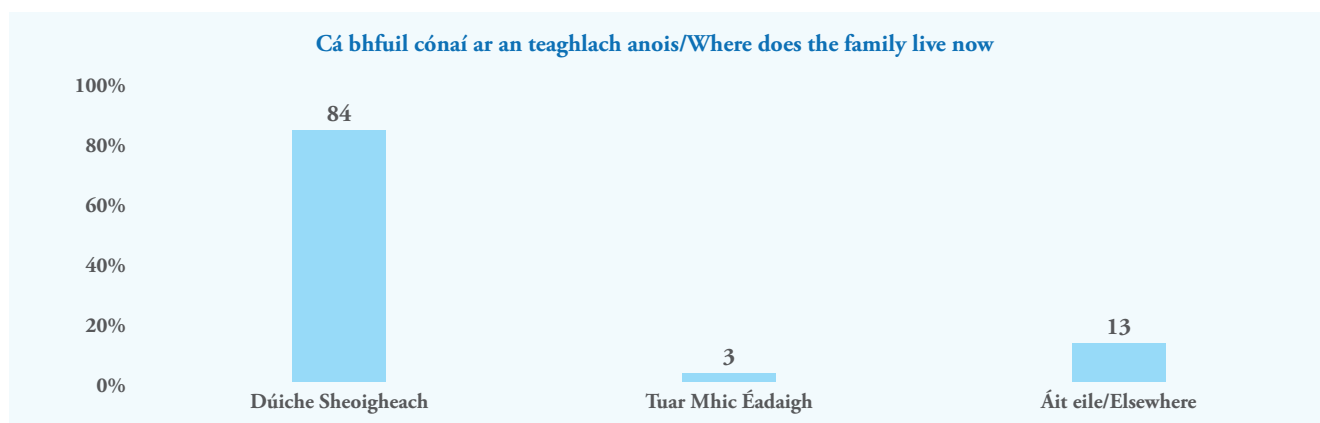 Cá bhfuil cónaí ar an teaghlach anois/Where does the family live now
100%
80%
60%
40%
20%
0%
84
3
13
Dúiche Sheoigheach
Tuar Mhic Éadaigh
Áit eile/Elsewhere